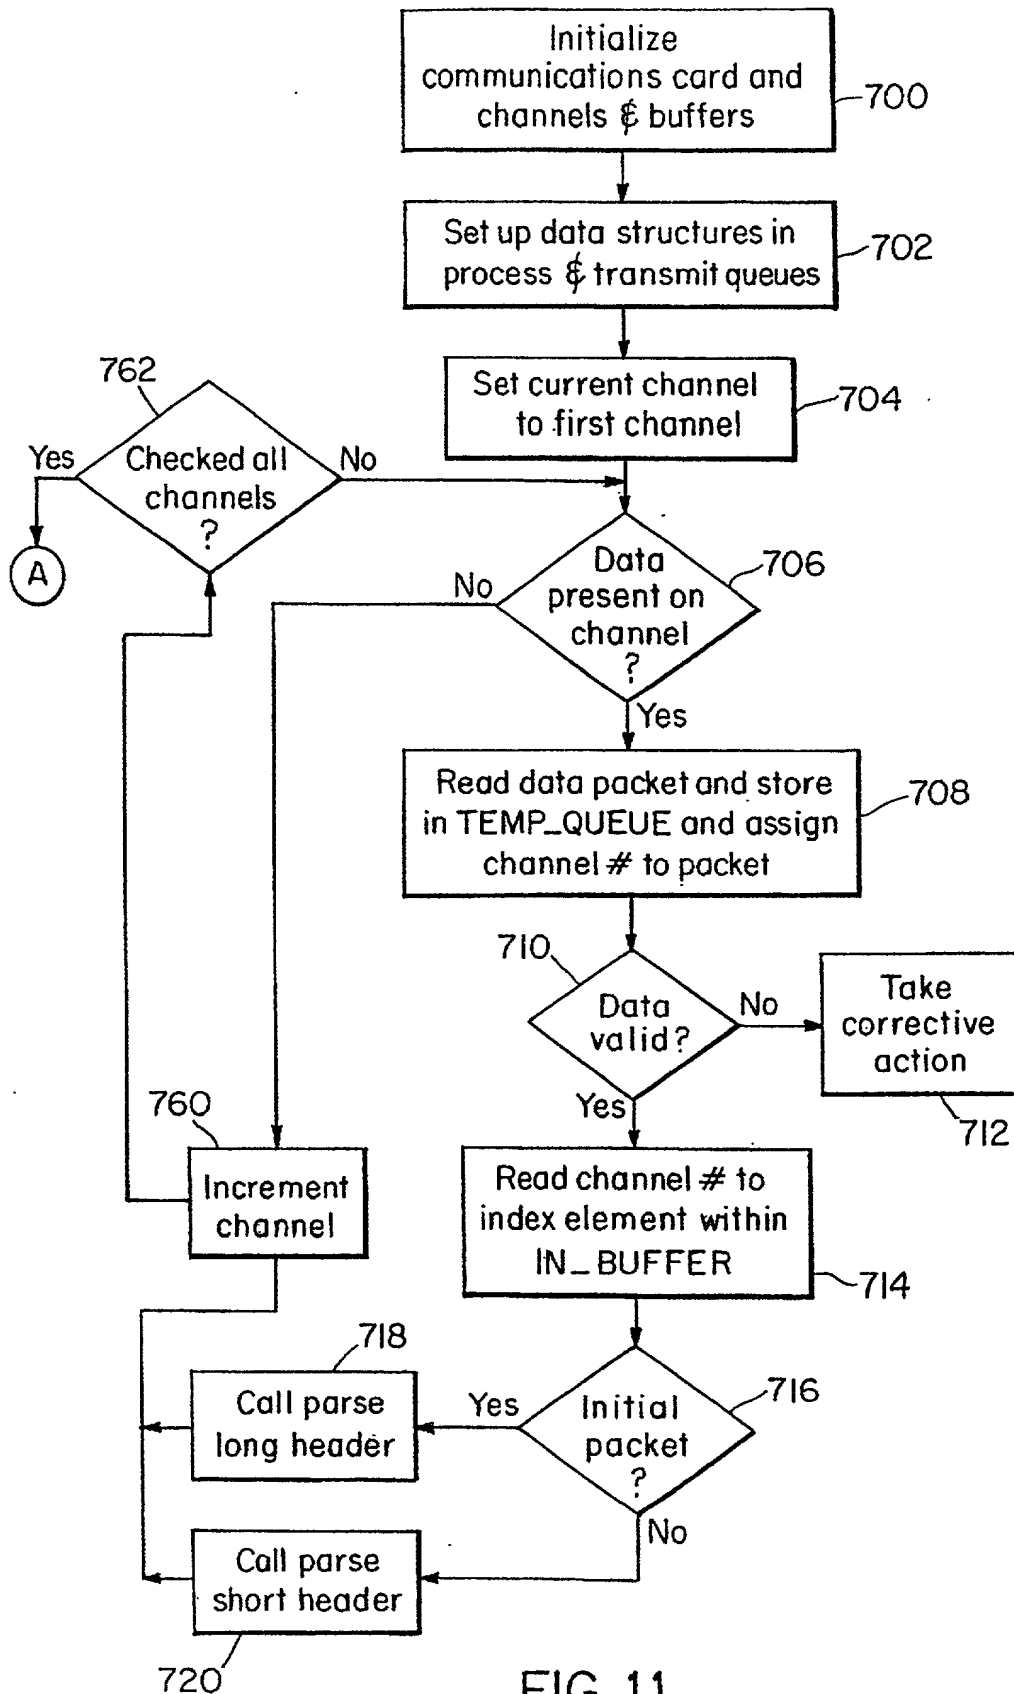 Initialize
communications card and
channels & buffers
700
Set up data structures in
process & transmit queues
702
Set current channel
to first channel
704
762
Checked all
channels
?
Yes
No
A
Data
present on
channel
?
706
No
Yes
Read data packet and store
in TEMP_QUEUE and assign
channel # to packet
708
710
Data
valid?
No
Yes
Take
corrective
action
712
760
Increment
channel
Read channel # to
index element within
IN_BUFFER
714
718
Call parse
long header
Yes
Initial
packet
?
716
No
Call parse
short header
720
FIG. 11